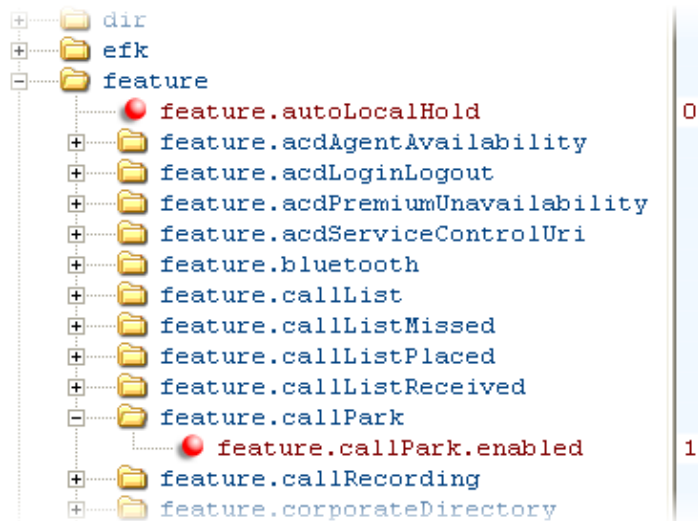 dir
efk
feature
feature.autoLocalHold 0
feature.acdAgentAvailability
feature.acdLoginLogout
feature.acdPremiumUnavailability
feature.acdServiceControlUri
feature.bluetooth
feature.callList
feature.callListMissed
feature.callListPlaced
feature.callListReceived
feature.callPark
feature.callPark.enabled 1
feature.callRecording
feature.corporateDirectory